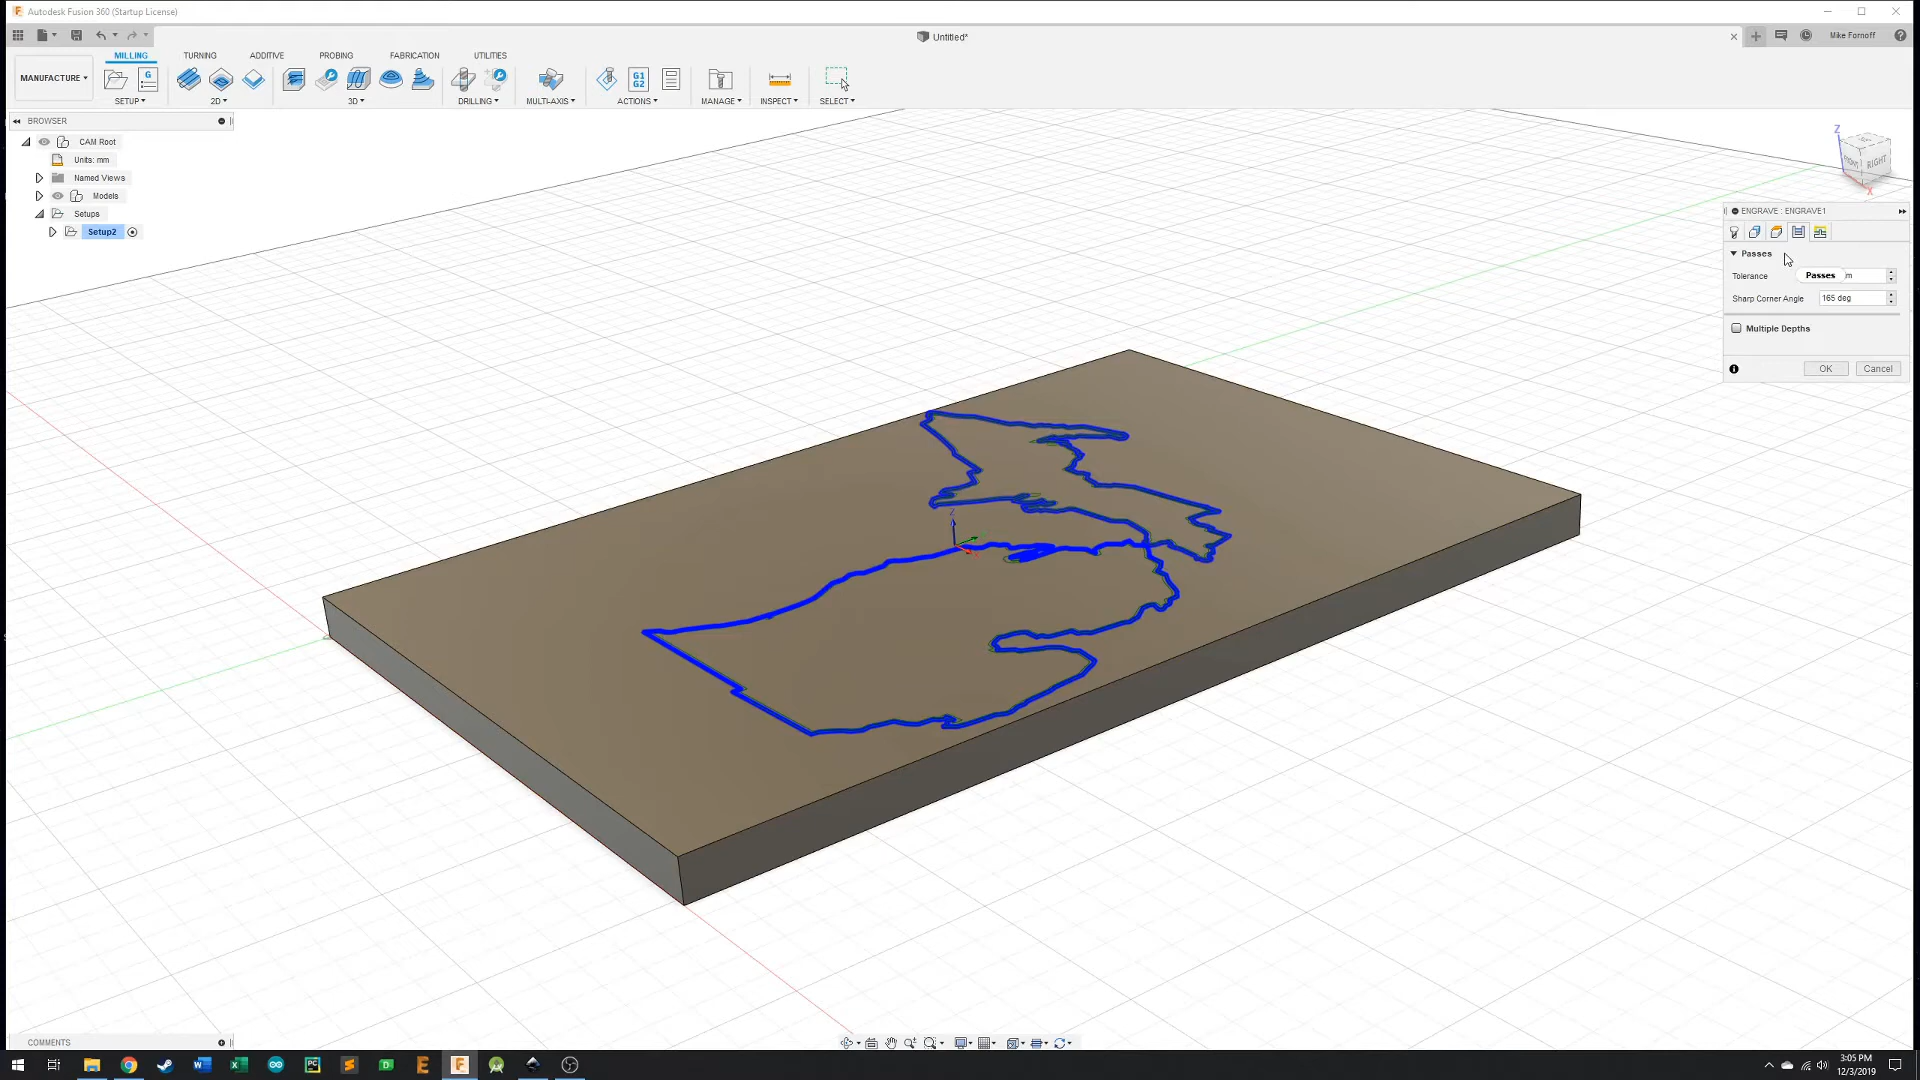 Autodesk Fusion 360 (Startup License)
Untitled*
Mike Fornoff
MILLING
TURNING
ADDITIVE
PROBING
FABRICATION
UTILITIES
MANUFACTURE
G
G1
G2
SETUP
2D
3D
DRILLING
MULTI-AXIS
ACTIONS
MANAGE
INSPECT
SELECT
BROWSER
CAM Root
Units: mm
Named Views
Models
Setups
Setup2
Z
FRONT
RIGHT
X
ENGRAVE : ENGRAVE1
Passes
Tolerance
Passes
m
Sharp Corner Angle
165 deg
Multiple Depths
OK
Cancel
Z
COMMENTS
3:05 PM
12/3/2019